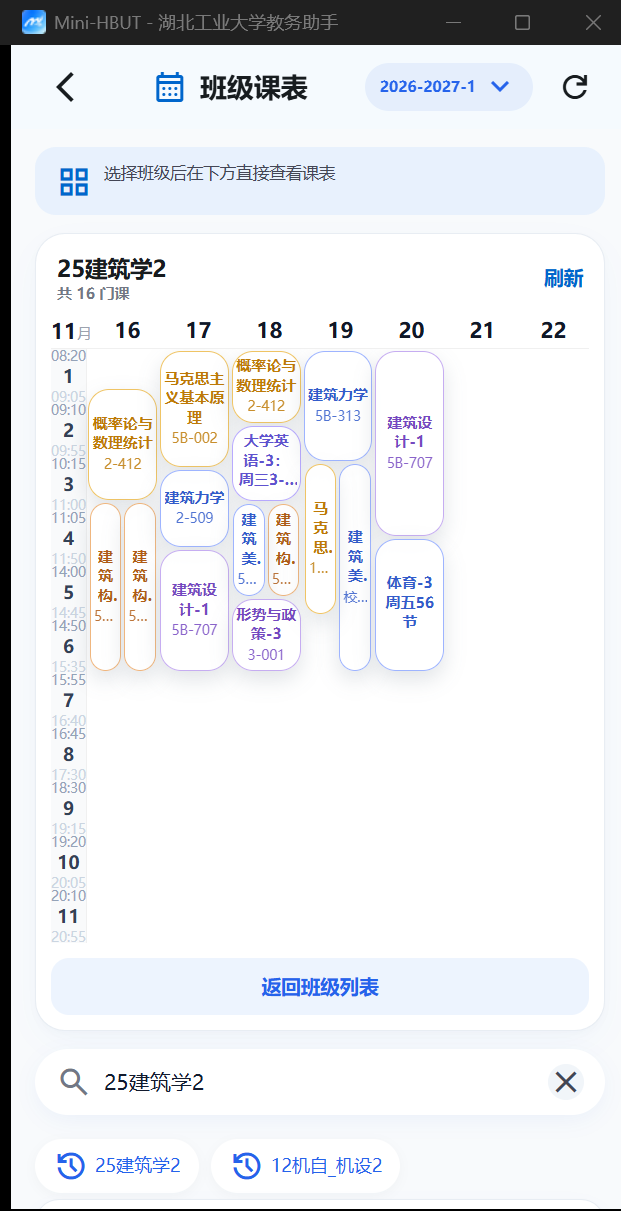 Mini-HBUT - 湖北工业大学教务助手
班级课表
2026-2027-1
选择班级后在下方直接查看课表
25建筑学2
共 16 门课
刷新
11月 16 17 18 19 20 21 22
08:20
1
09:05
09:10
2
09:55
10:15
3
11:00
11:05
4
11:50
14:00
5
14:45
14:50
6
15:35
15:55
7
16:40
16:45
8
17:30
18:30
9
19:15
19:20
10
20:05
20:10
11
20:55
概率论与
数理统计
2-412
建
筑
构.
5...
建
筑
构.
5...
马克思主
义基本原
理
5B-002
建筑力学
2-509
建筑设
计-1
5B-707
概率论与
数理统计
2-412
大学英
语-3:
周三3-...
建
筑
美.
5...
建
筑
构.
5...
形势与政
策-3
3-001
建筑力学
5B-313
马
克
思.
1...
建
筑
美.
校...
建筑设
计-1
5B-707
体育-3
周五56
节
返回班级列表
25建筑学2
25建筑学2
12机自_机设2